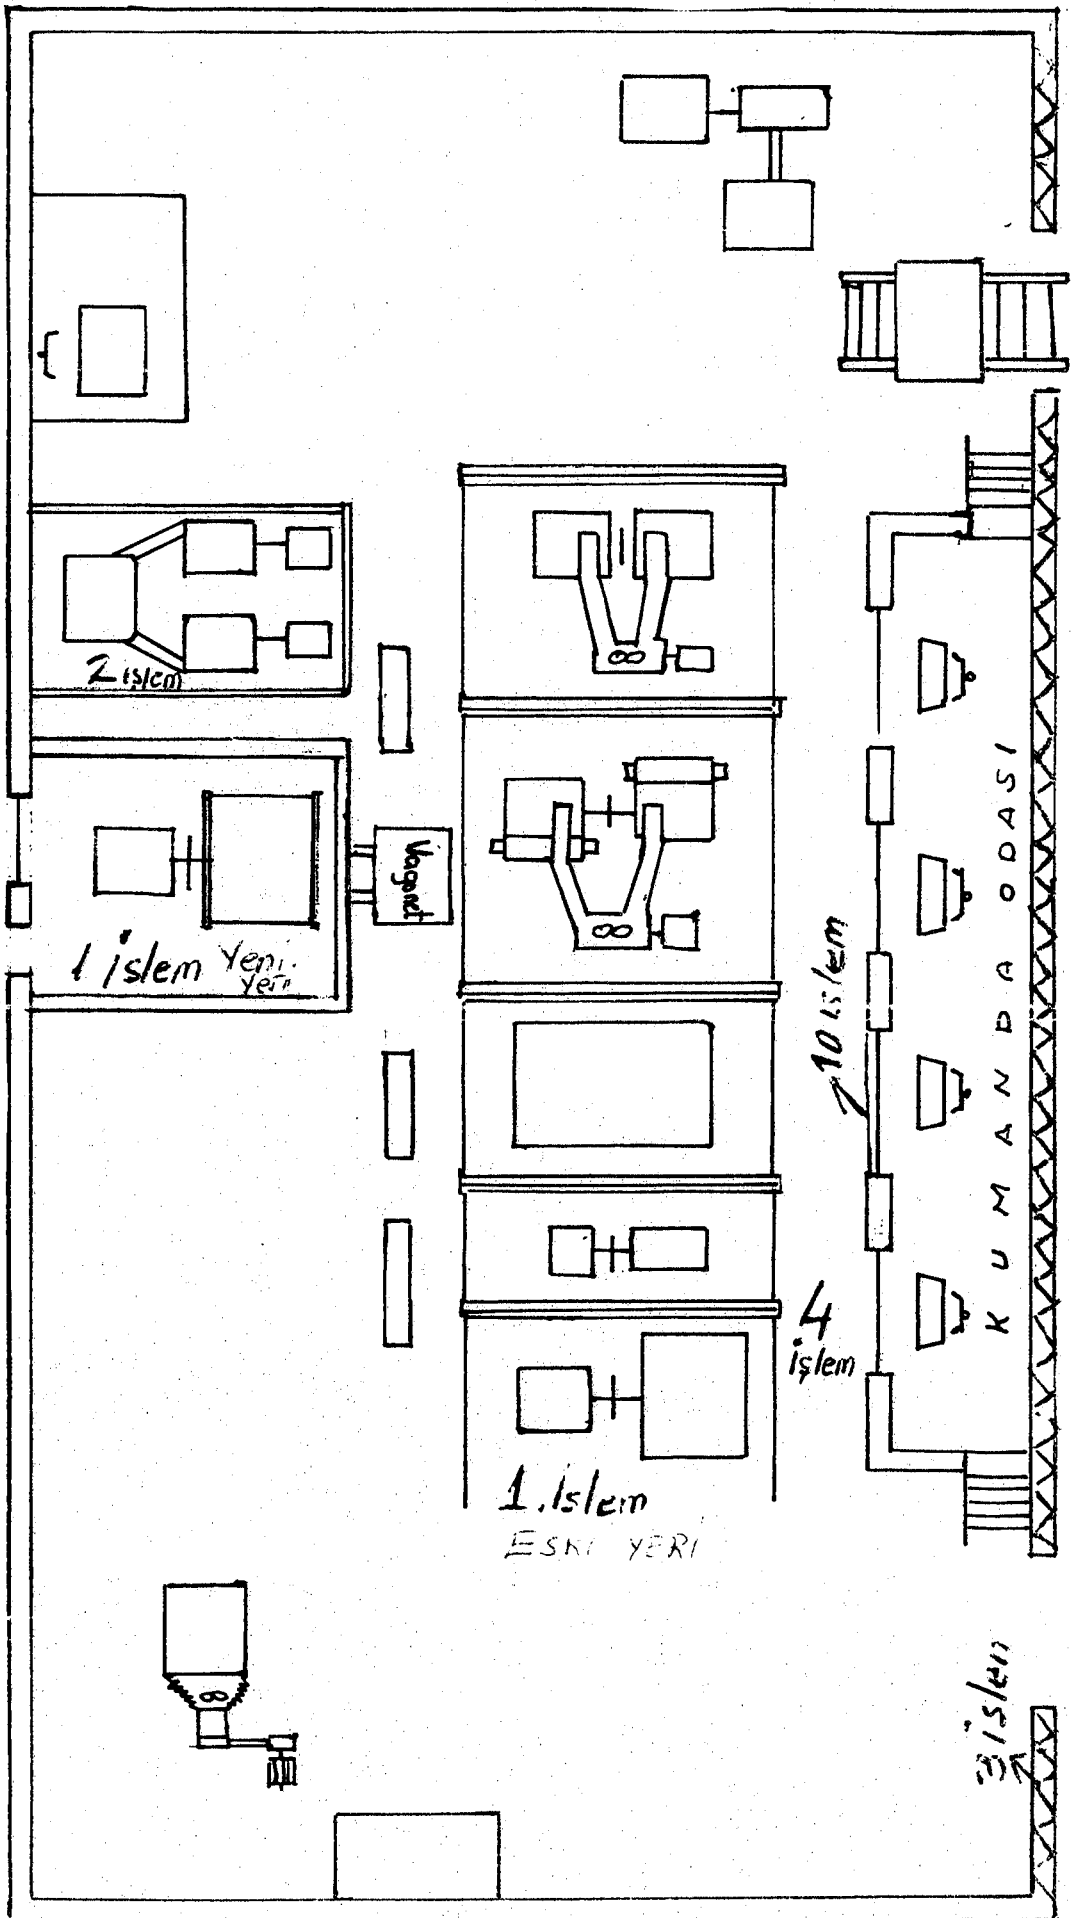 2 işlem
Vagonet
1 işlem Yeni.
yeri
10 işlem
KUMANDA ODASI
4
işlem
1. işlem
ESKİ YERİ
3 işlem